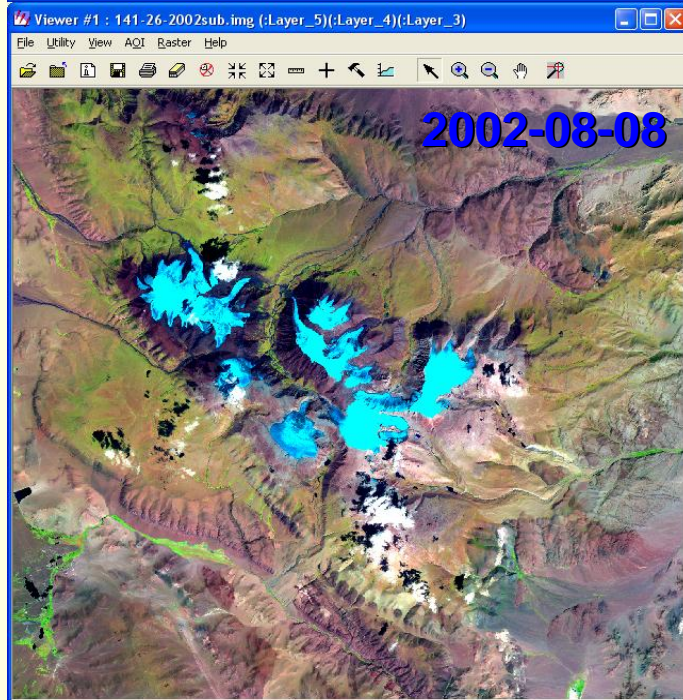 Viewer #1 : 141-26-2002sub.img (:Layer_5)(:Layer_4)(:Layer_3)
File Utility View AOI Raster Help
2002-08-08